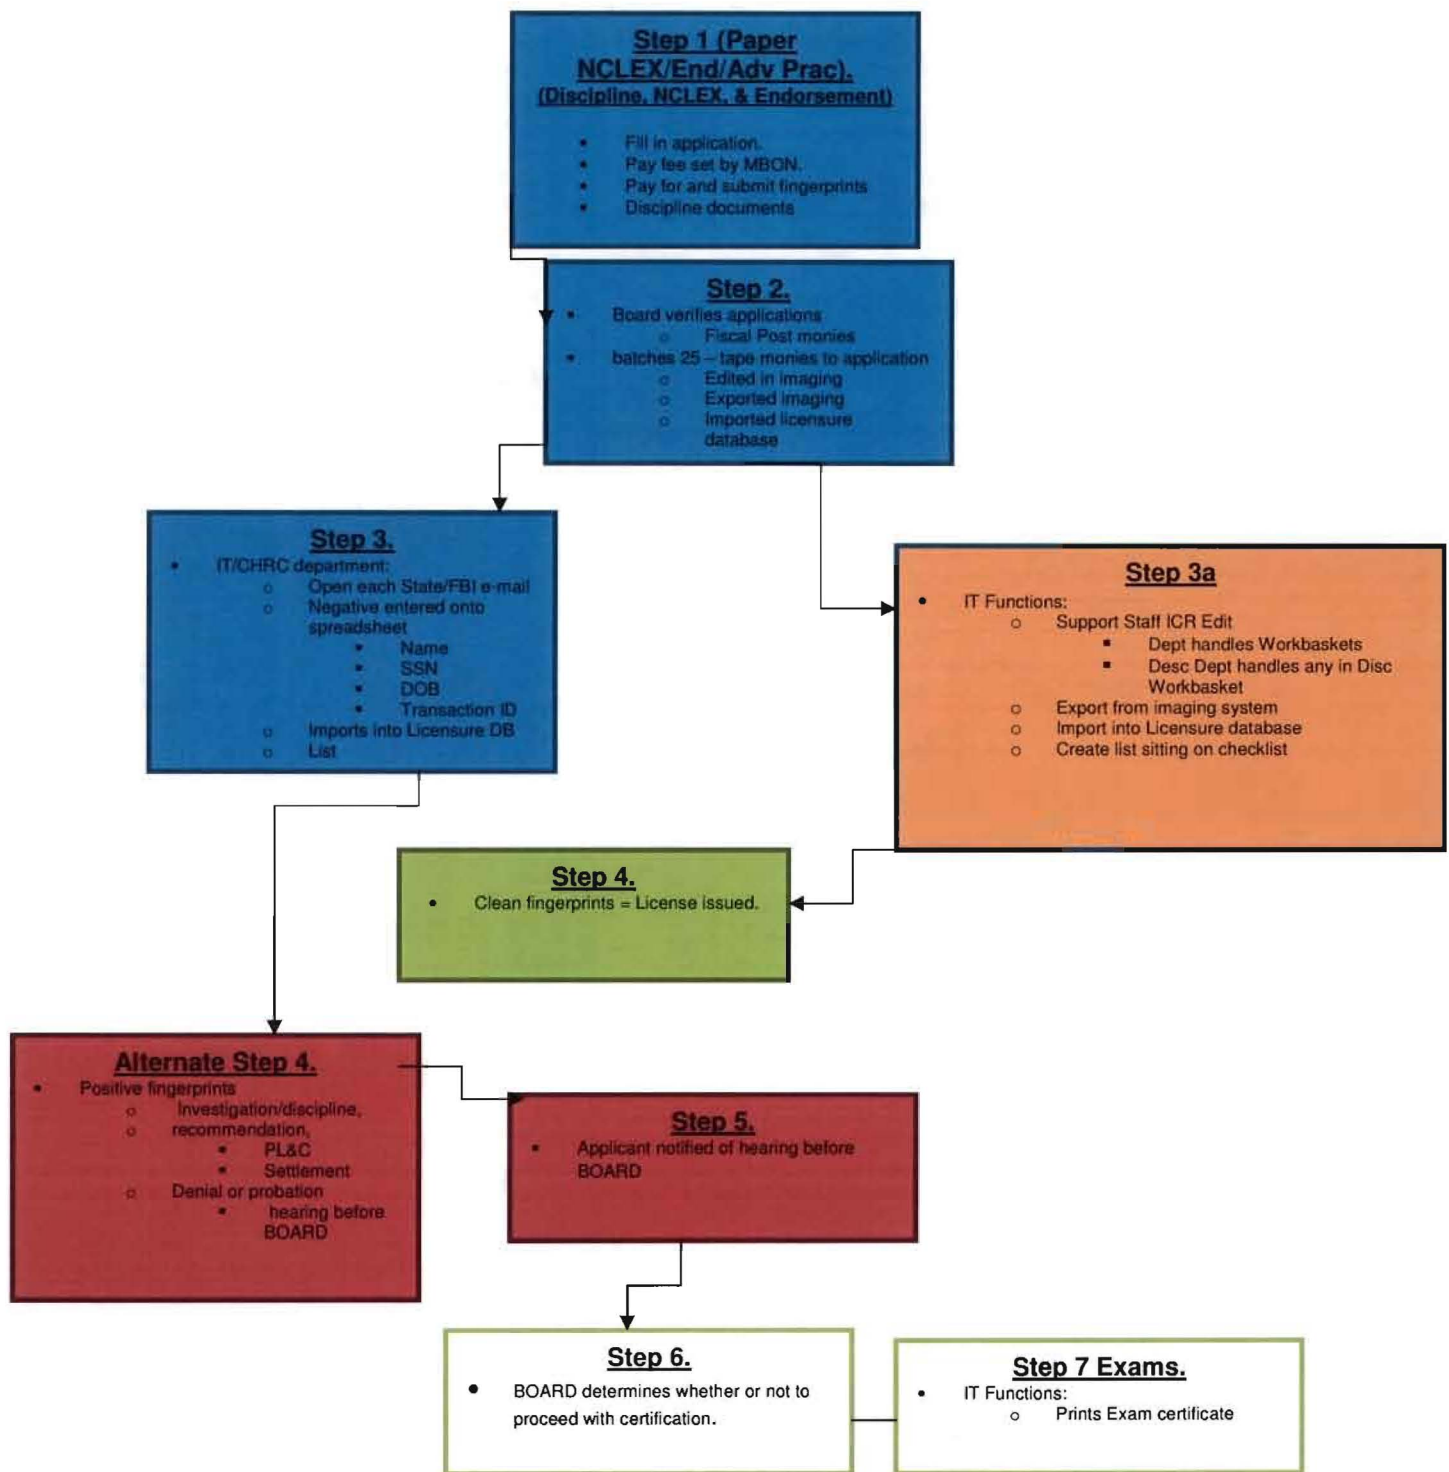 Step 1 (Paper
NCLEX/End/Adv Prac).
(Discipline, NCLEX, & Endorsement)
• Fill in application.
• Pay fee set by MBON.
• Pay for and submit fingerprints
• Discipline documents
Step 2.
• Board verifies applications
o Fiscal Post monies
• batches 25 – tape monies to application
o Edited in imaging
o Exported imaging
o Imported licensure
database
Step 3.
• IT/CHRC department:
o Open each State/FBI e-mail
o Negative entered onto
spreadsheet
▪ Name
▪ SSN
▪ DOB
▪ Transaction ID
o Imports into Licensure DB
o List
Step 3a
• IT Functions:
o Support Staff ICR Edit
▪ Dept handles Workbaskets
▪ Desc Dept handles any in Disc
Workbasket
o Export from imaging system
o Import into Licensure database
o Create list sitting on checklist
Step 4.
• Clean fingerprints = License issued.
Alternate Step 4.
• Positive fingerprints
o Investigation/discipline,
o recommendation,
▪ PL&C
▪ Settlement
o Denial or probation
▪ hearing before
BOARD
Step 5.
• Applicant notified of hearing before
BOARD
Step 6.
• BOARD determines whether or not to
proceed with certification.
Step 7 Exams.
• IT Functions:
o Prints Exam certificate